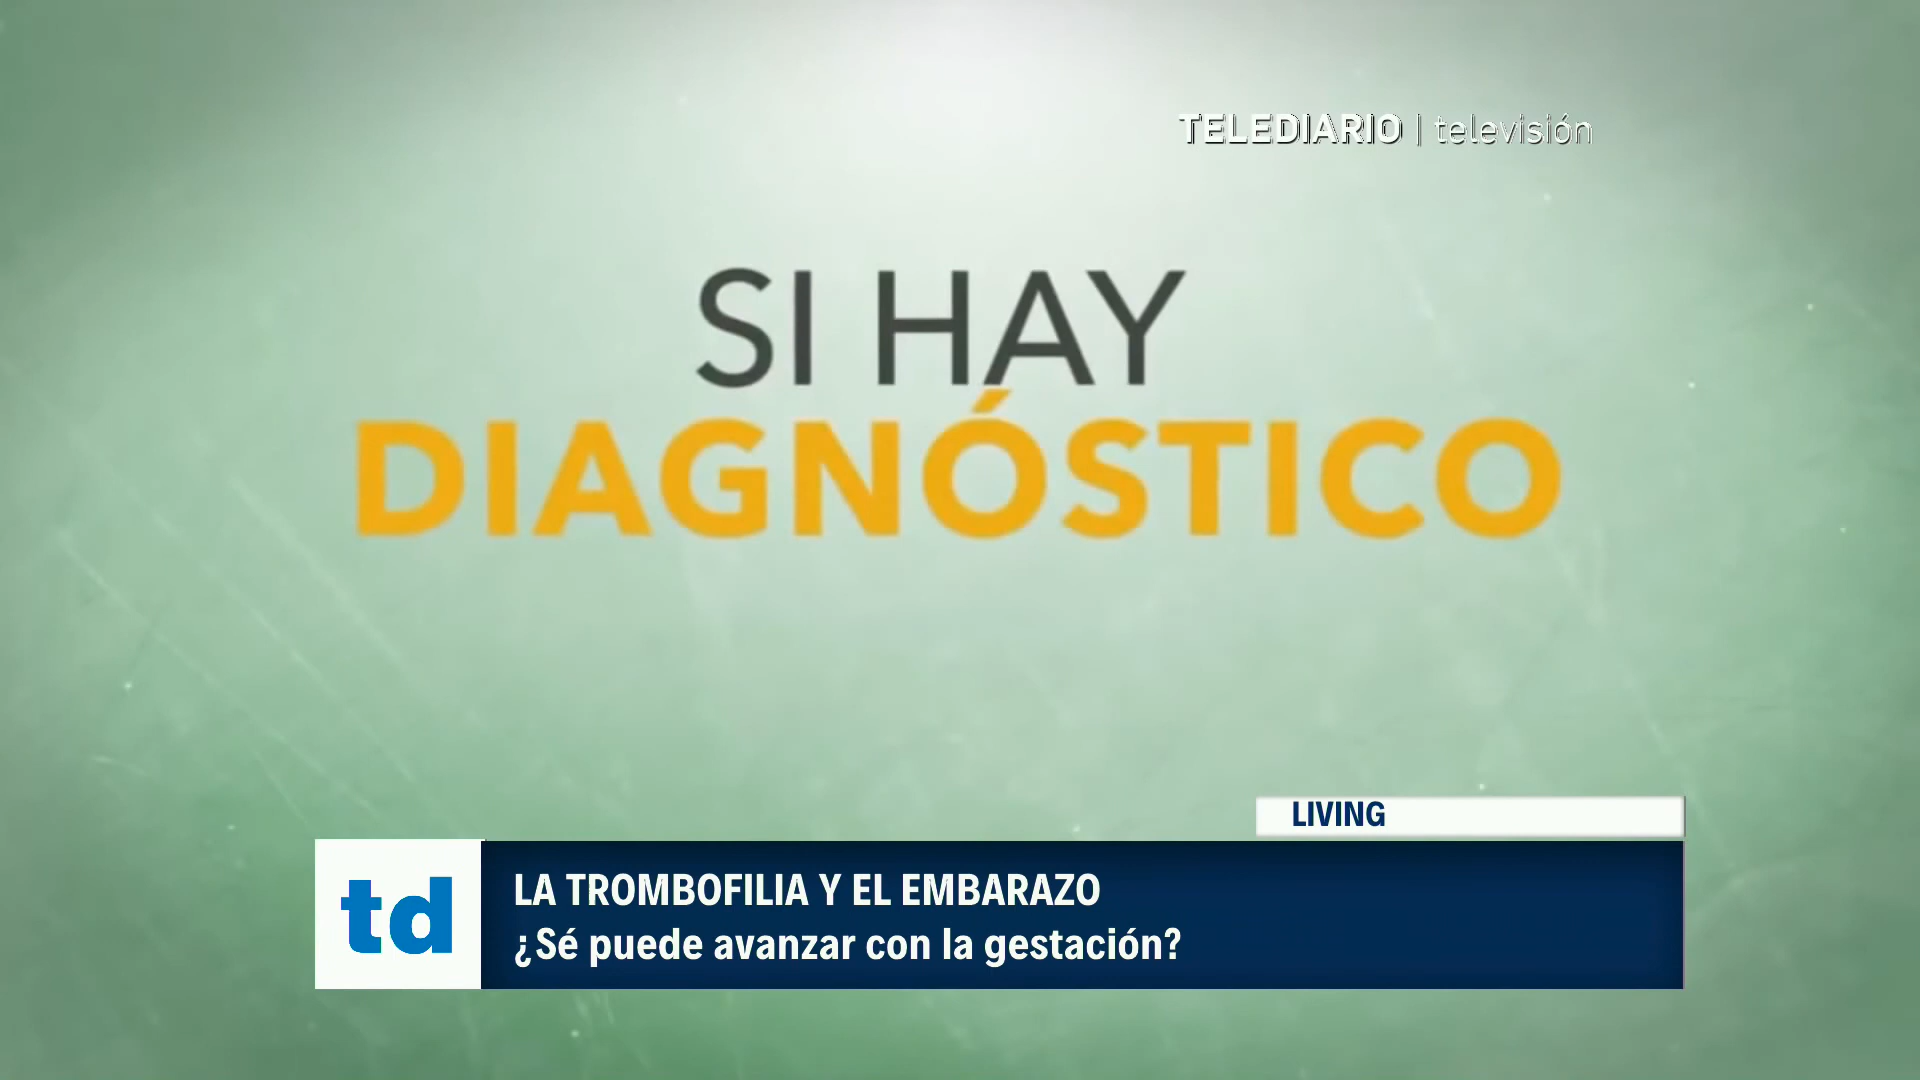 TELEDIARIO | televisión
SI HAY
DIAGNÓSTICO
LIVING
td
LA TROMBOFILIA Y EL EMBARAZO
¿Sé puede avanzar con la gestación?